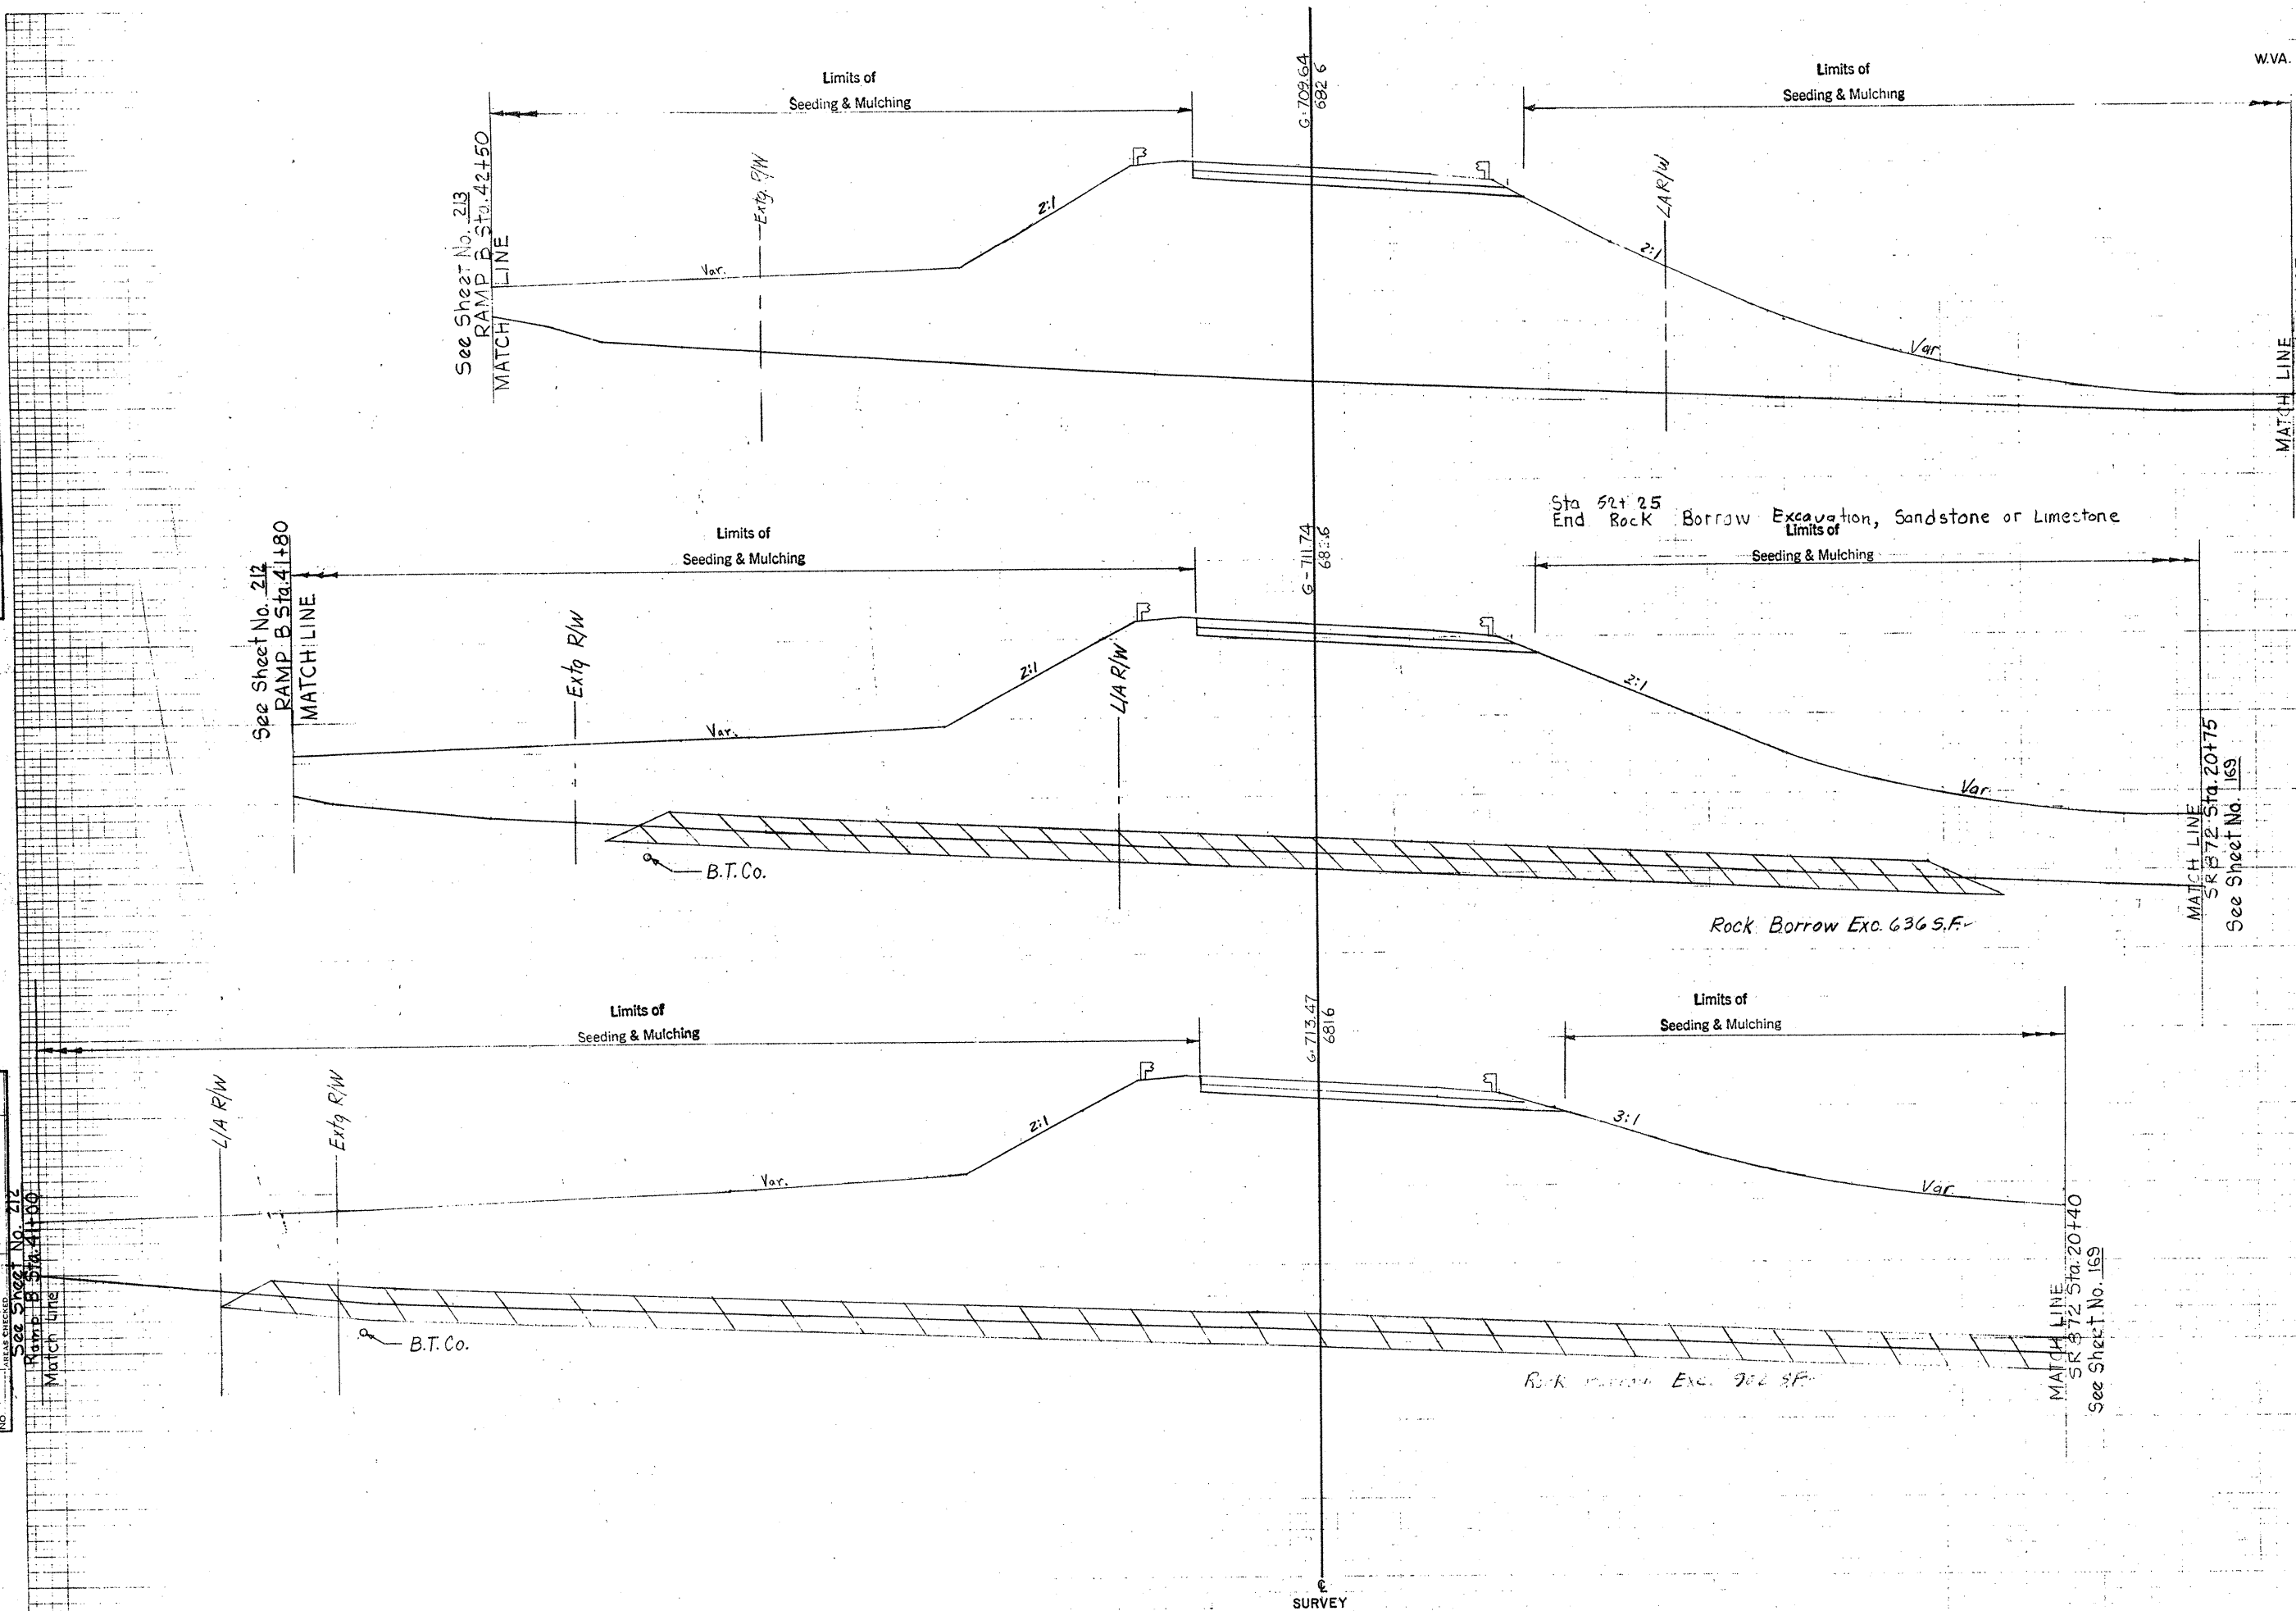 W.VA.
Limits of
Seeding & Mulching
G-709.64
682 6
Limits of
Seeding & Mulching
See Sheet No. 213
RAMP B Sta. 42+50
MATCH LINE
Extg. R/W
Var.
2:1
2:1
L/A R/W
Var.
MATCH LINE
Sta 52+25
End Rock Borrow Excavation, Sandstone or Limestone
Limits of
Seeding & Mulching
G-711.74
Limits of
Seeding & Mulching
See Sheet No. 212
RAMP B Sta. 41+80
MATCH LINE
Extg R/W
Var.
2:1
L/A R/W
2:1
Var.
B.T. Co.
Rock Borrow Exc. 636 S.F.
MATCH LINE
SR 872 Sta. 20+75
See Sheet No. 169
Limits of
Seeding & Mulching
G-713.47
681 6
Limits of
Seeding & Mulching
L/A R/W
Extg R/W
Var.
2:1
3:1
Var.
AREAS CHECKED
NO.
See Sheet No. 212
Ramp B Sta. 41+00
Match Line
B.T. Co.
Rock Exc. S.F.
MATCH LINE
SR 872 Sta. 20+40
See Sheet No. 169
℄
SURVEY